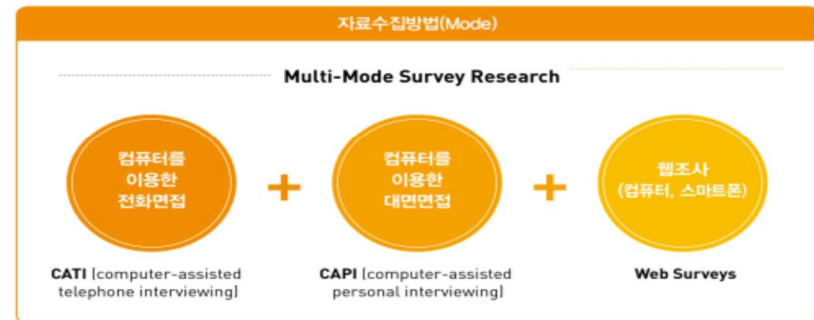 자료수집방법(Mode)
Multi-Mode Survey Research
컴퓨터를
이용한
전화면접
+
컴퓨터를
이용한
대면면접
+
웹조사
(컴퓨터, 스마트폰)
CATI [computer-assisted
telephone interviewing]
CAPI [computer-assisted
personal interviewing]
Web Surveys